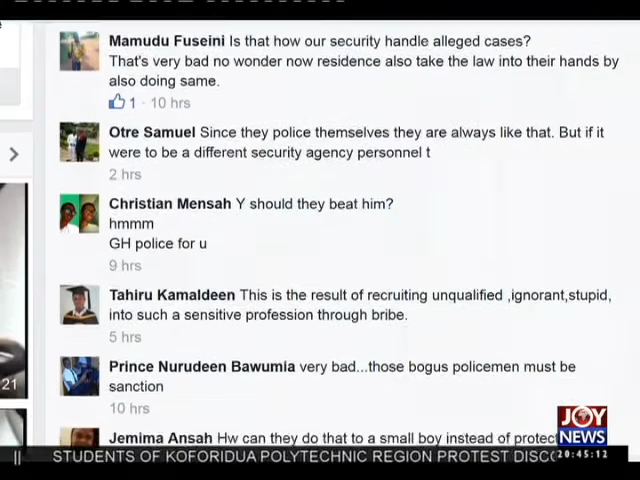 Mamudu Fuseini Is that how our security handle alleged cases?
That's very bad no wonder now residence also take the law into their hands by
also doing same.
1 · 10 hrs
Otre Samuel Since they police themselves they are always like that. But if it
were to be a different security agency personnel t
2 hrs
Christian Mensah Y should they beat him?
hmmm
GH police for u
9 hrs
Tahiru Kamaldeen This is the result of recruiting unqualified ,ignorant,stupid,
into such a sensitive profession through bribe.
5 hrs
Prince Nurudeen Bawumia very bad...those bogus policemen must be
sanction
10 hrs
Jemima Ansah Hw can they do that to a small boy instead of protec
21
JOY
NEWS
20:45:12
STUDENTS OF KOFORIDUA POLYTECHNIC REGION PROTEST DISC